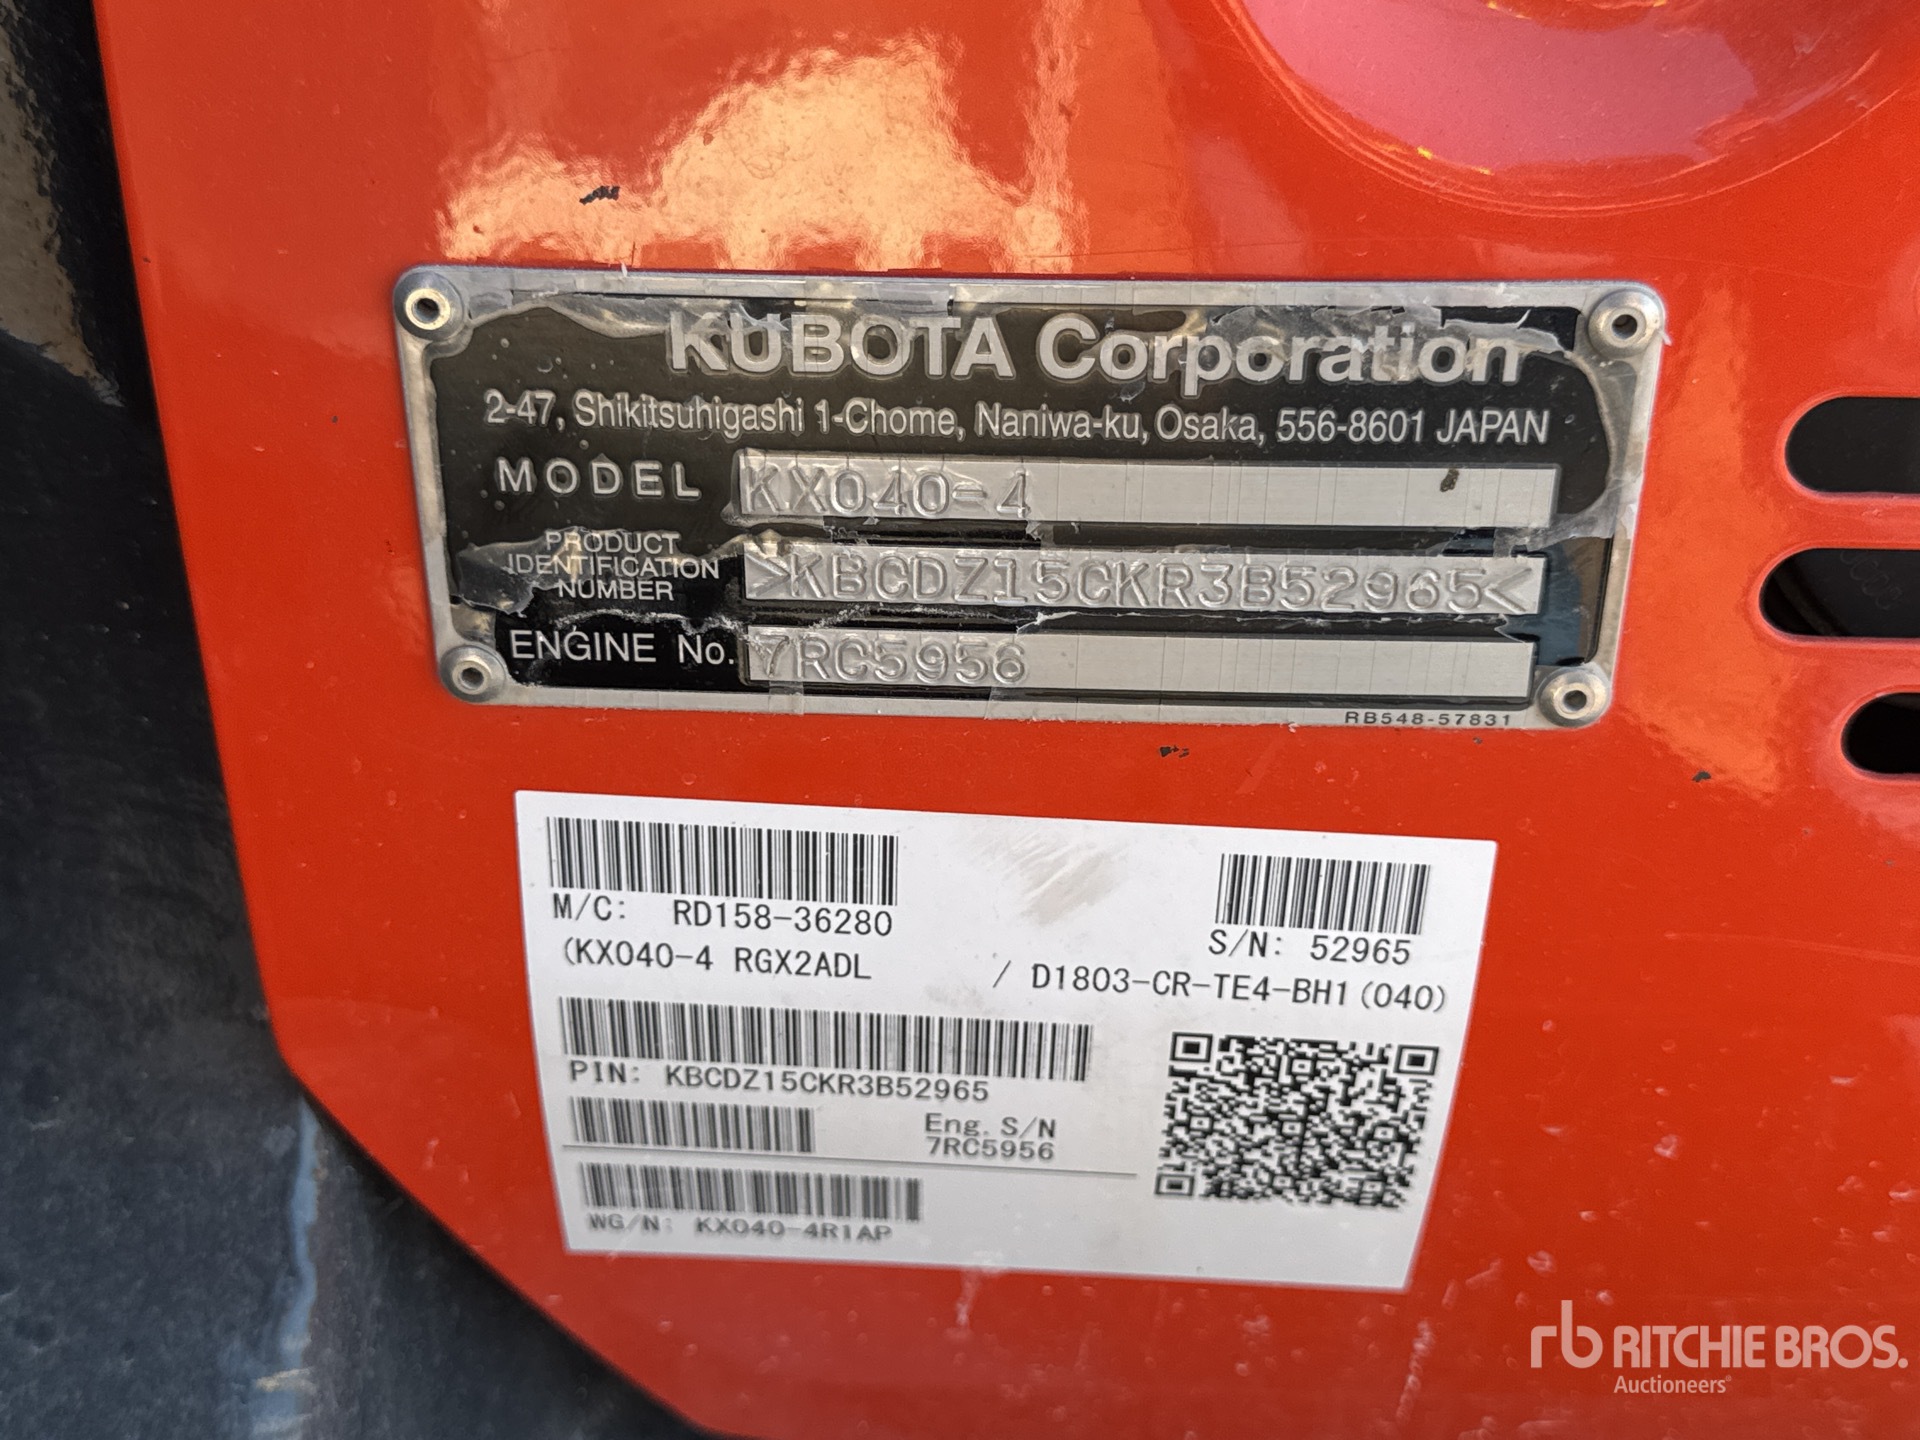 KUBOTA Corporation
2-47, Shikitsuhigashi 1-Chome, Naniwa-ku, Osaka, 556-8601 JAPAN
MODEL KX040-4
PRODUCT IDENTIFICATION NUMBER >KBCDZ15CKR3B52965<
ENGINE No. 7RC5956
RB548-57831
M/C: RD158-36280
S/N: 52965
(KX040-4 RGX2ADL / D1803-CR-TE4-BH1(040)
PIN: KBCDZ15CKR3B52965
Eng. S/N
7RC5956
WG/N: KX040-4R1AP
rb RITCHIE BROS.
Auctioneers